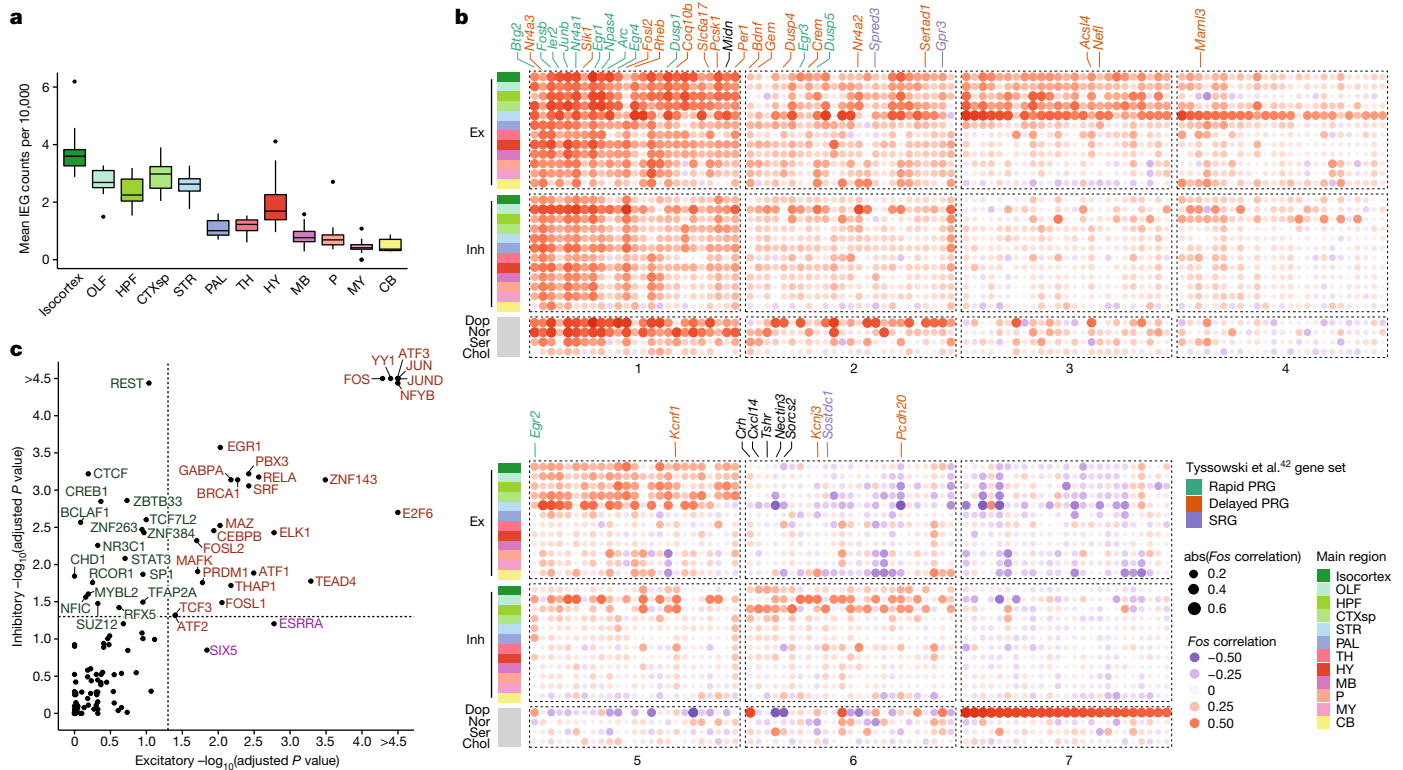 a
Mean IEG counts per 10,000
6
4
2
0
Isocortex
OLF
HPF
CTXsp
STR
PAL
TH
HY
MB
P
MY
CB
b
Btg2
Nr4a3
Fosb
Ier2
Junb
Nr4a1
Sik1
Egr1
Npas4
Arc
Egr4
Fosl2
Rheb
Dusp1
Coq10b
Slc6a17
Pcsk1
Midn
Per1
Bdnf
Gem
Dusp4
Egr3
Crem
Dusp5
Nr4a2
Spred3
Sertad1
Gpr3
Acsl4
Nefl
Maml3
Ex
Inh
Dop
Nor
Ser
Chol
1
2
3
4
Egr2
Kcnf1
Crh
Cxcl14
Tshr
Nectin3
Sorcs2
Kcnj3
Sostdc1
Pcdh20
Ex
Inh
Dop
Nor
Ser
Chol
5
6
7
Tyssowski et al.42 gene set
Rapid PRG
Delayed PRG
SRG
abs(Fos correlation)
0.2
0.4
0.6
Fos correlation
−0.50
−0.25
0
0.25
0.50
Main region
Isocortex
OLF
HPF
CTXsp
STR
PAL
TH
HY
MB
P
MY
CB
c
Inhibitory −log10(adjusted P value)
>4.5
4.0
3.5
3.0
2.5
2.0
1.5
1.0
0.5
0
REST
YY1
ATF3
JUN
FOS
JUND
NFYB
EGR1
CTCF
GABPA
PBX3
RELA
BRCA1
SRF
ZNF143
CREB1
ZBTB33
BCLAF1
TCF7L2
ZNF263
ZNF384
MAZ
CEBPB
ELK1
E2F6
NR3C1
FOSL2
CHD1
STAT3
MAFK
RCOR1
SP1
PRDM1
ATF1
TEAD4
MYBL2
TFAP2A
THAP1
NFIC
RFX5
TCF3
FOSL1
SUZ12
ATF2
ESRRA
SIX5
0
0.5
1.0
1.5
2.0
2.5
3.0
3.5
4.0
>4.5
Excitatory −log10(adjusted P value)